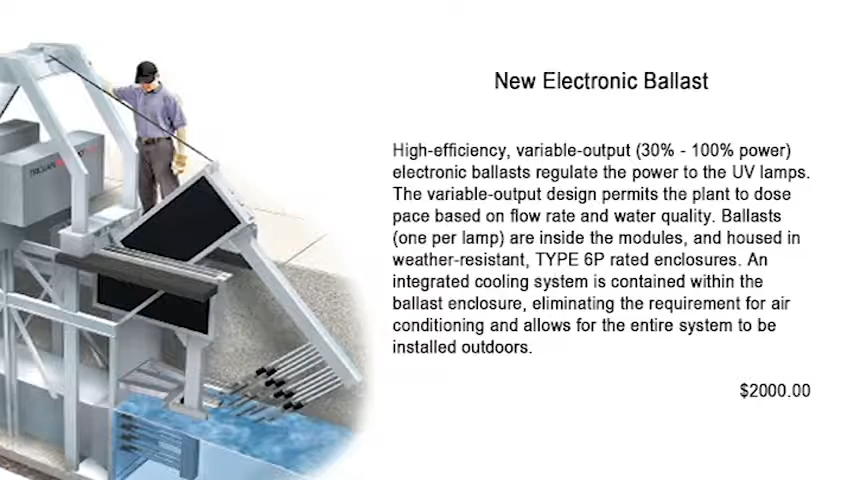 New Electronic Ballast
High-efficiency, variable-output (30% - 100% power)
electronic ballasts regulate the power to the UV lamps.
The variable-output design permits the plant to dose
pace based on flow rate and water quality. Ballasts
(one per lamp) are inside the modules, and housed in
weather-resistant, TYPE 6P rated enclosures. An
integrated cooling system is contained within the
ballast enclosure, eliminating the requirement for air
conditioning and allows for the entire system to be
installed outdoors.
$2000.00